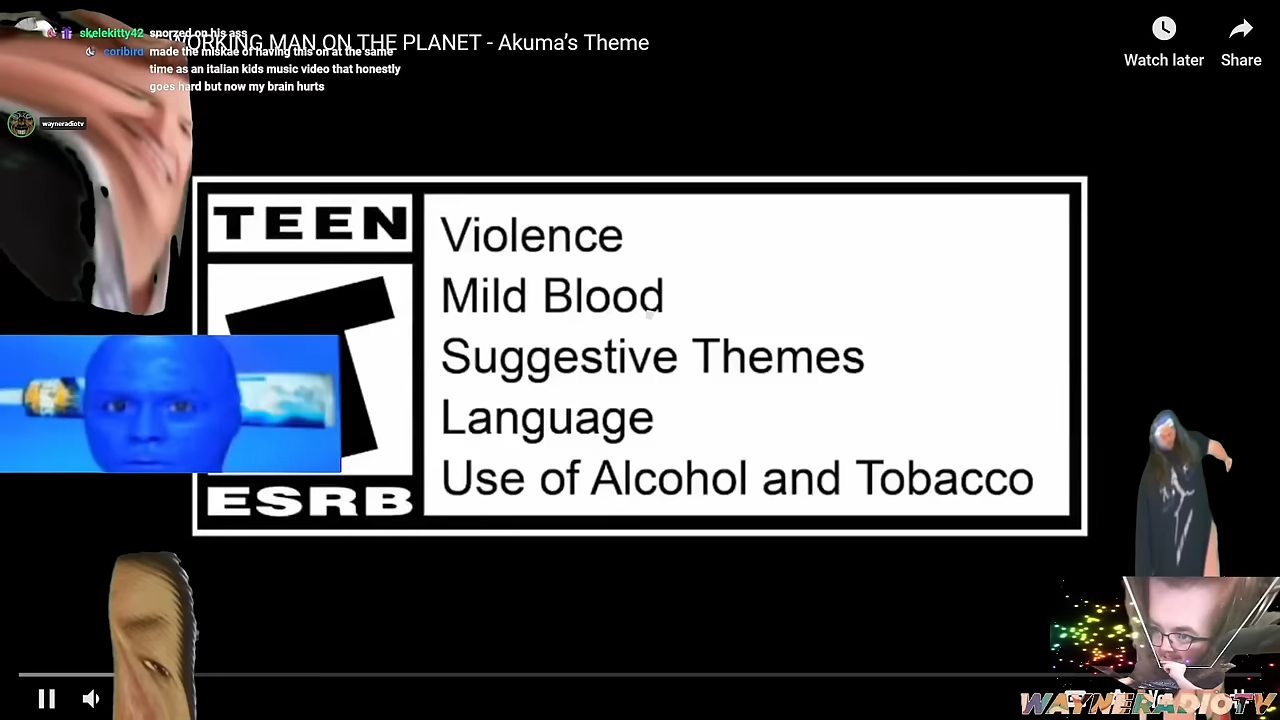 skelekitty42 snorzed on his ass
WORKING MAN ON THE PLANET - Akuma's Theme
coribird made the miskae of having this on at the same
time as an italian kids music video that honestly
goes hard but now my brain hurts
Watch later
Share
wayneradiotv
TEEN
T
ESRB
Violence
Mild Blood
Suggestive Themes
Language
Use of Alcohol and Tobacco
WAYNERADIOTV